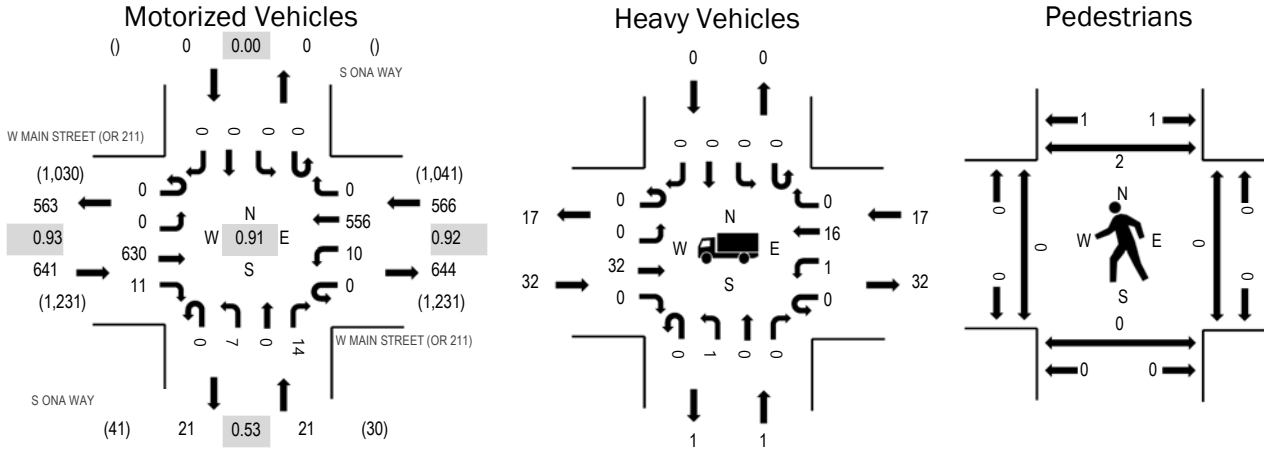 Motorized Vehicles
() 0 0.00 0 ()
S ONA WAY
W MAIN STREET (OR 211)
0 0 0 0
(1,030) (1,041)
0 0
563 566
0 N 556
0.93 W 0.91 E 0.92
630 10
641 S 644
11 0
(1,231) (1,231)
0 7 0 14
W MAIN STREET (OR 211)
S ONA WAY
(41) 21 0.53 21 (30)
Heavy Vehicles
0 0
0 0 0 0
0 0
17 N 17
0 16
W E
32 1
32 S 32
0 0
0 1 0 0
1 1
Pedestrians
1 1
2
N
0 0
W E
0 0
0 0
S
0
0 0